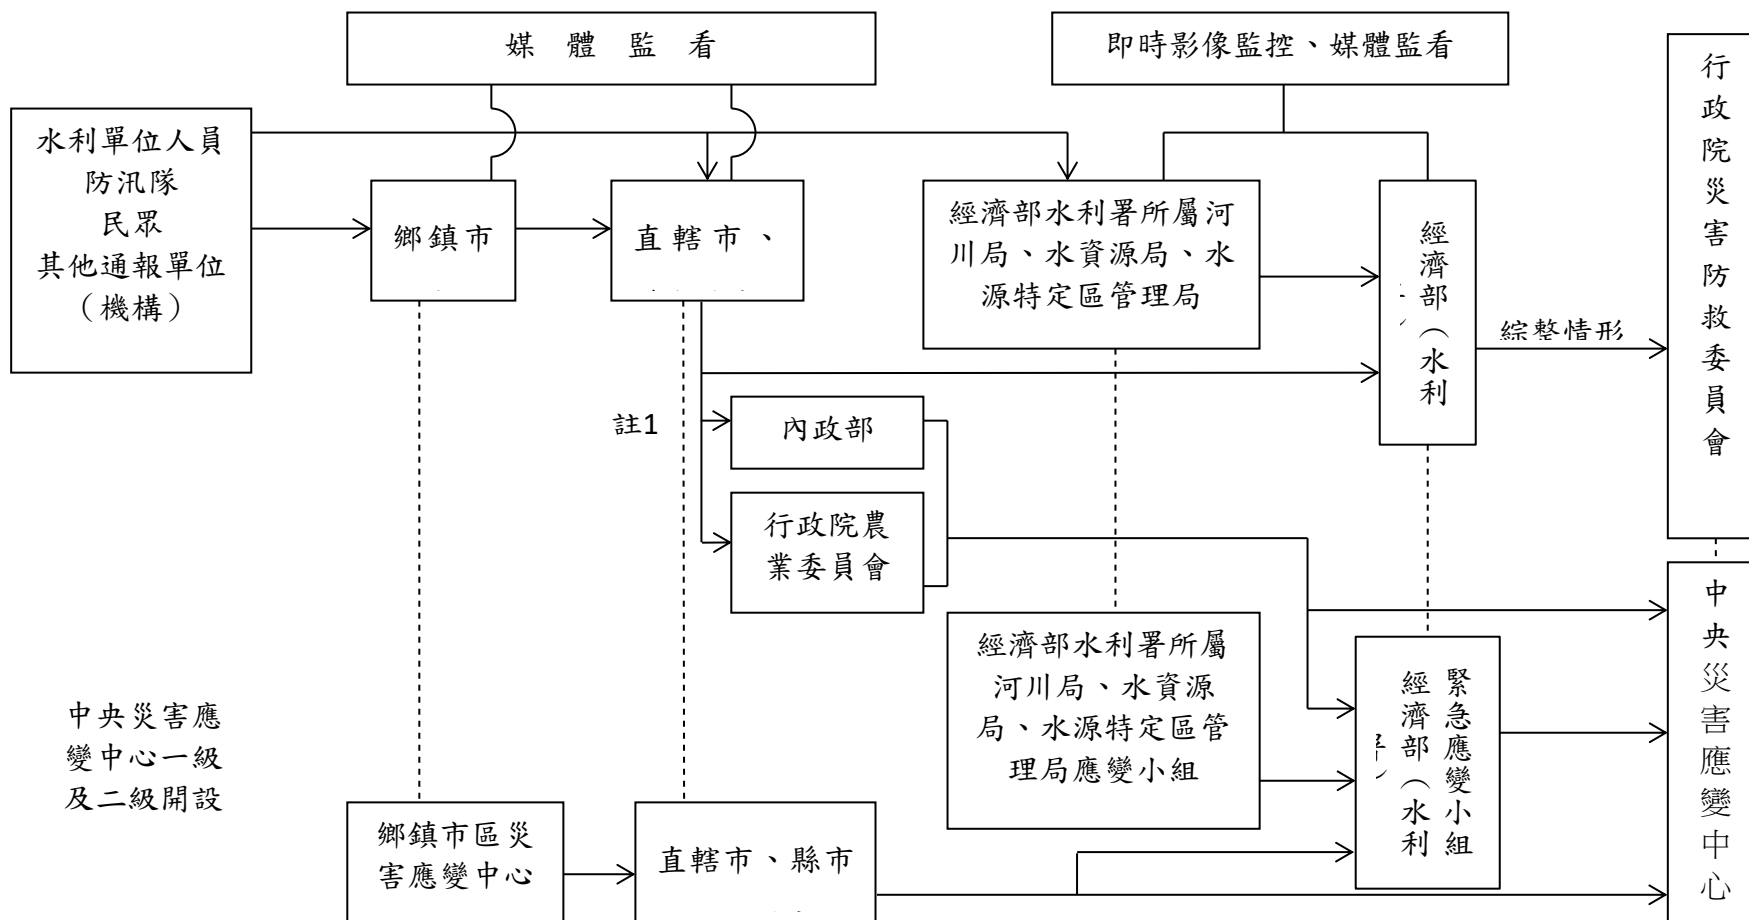 媒體監看
即時影像監控、媒體監看
行政院災害防救委員會
水利單位人員
防汛隊
民眾
其他通報單位
（機構）
鄉鎮市
直轄市、
經濟部水利署所屬河
川局、水資源局、水
源特定區管理局
經濟部（水利
綜整情形
註1
內政部
行政院農
業委員會
中央災害應
變中心一級
及二級開設
經濟部水利署所屬
河川局、水資源
局、水源特定區管
理局應變小組
緊急應變小組
經濟部（水利
中央災害應變中心
鄉鎮市區災
害應變中心
直轄市、縣市